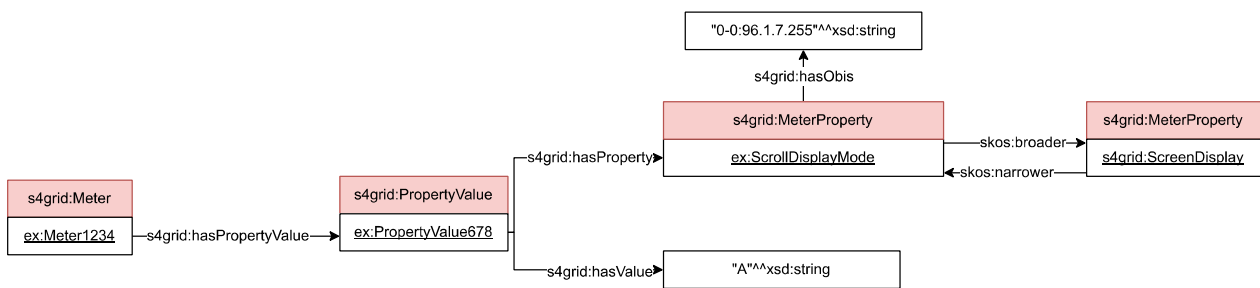 "0-0:96.1.7.255"^^xsd:string
s4grid:hasObis
s4grid:MeterProperty
s4grid:MeterProperty
ex:ScrollDisplayMode
skos:broader
s4grid:ScreenDisplay
skos:narrower
s4grid:hasProperty
s4grid:Meter
s4grid:PropertyValue
ex:Meter1234
s4grid:hasPropertyValue
ex:PropertyValue678
s4grid:hasValue
"A"^^xsd:string